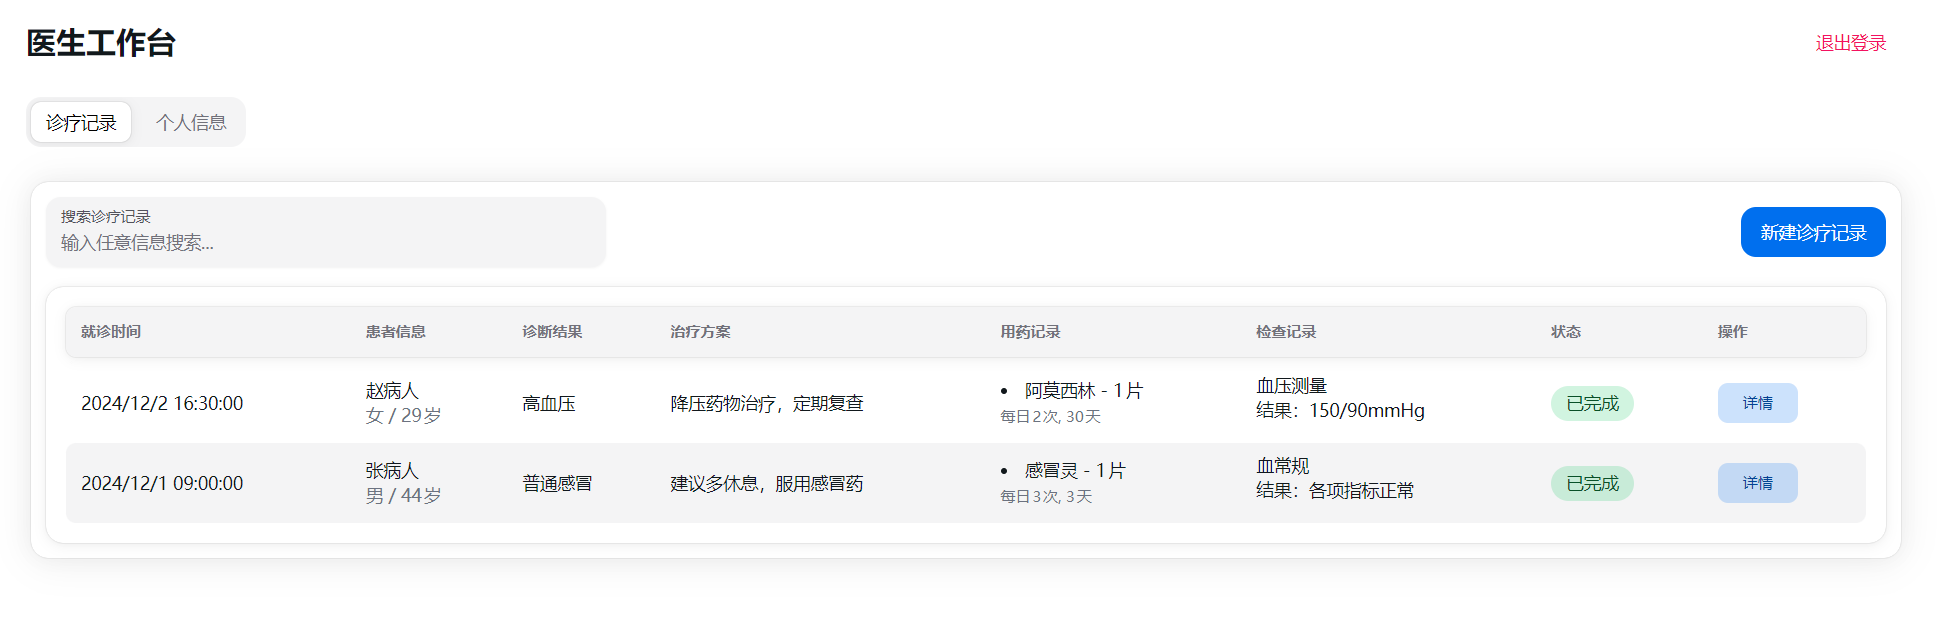 医生工作台
退出登录
诊疗记录 个人信息
搜索诊疗记录
输入任意信息搜索...
新建诊疗记录
就诊时间 患者信息 诊断结果 治疗方案 用药记录 检查记录 状态 操作
2024/12/2 16:30:00
赵病人
女 / 29岁
高血压
降压药物治疗，定期复查
• 阿莫西林 - 1 片
每日2次, 30天
血压测量
结果：150/90mmHg
已完成
详情
2024/12/1 09:00:00
张病人
男 / 44岁
普通感冒
建议多休息，服用感冒药
• 感冒灵 - 1 片
每日3次, 3天
血常规
结果：各项指标正常
已完成
详情